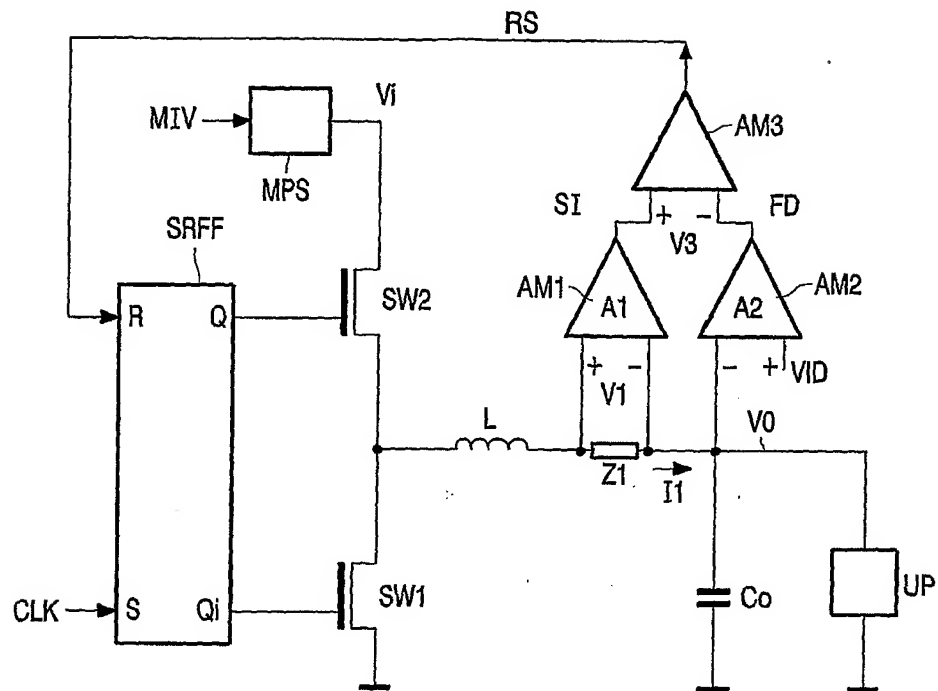 RS
MIV
Vi
MPS
AM3
SI
FD
+ −
V3
SRFF
R
Q
SW2
AM1
A1
A2
AM2
+ −
V1
− +
VID
L
Z1
I1
V0
CLK
S
Qi
SW1
Co
UP